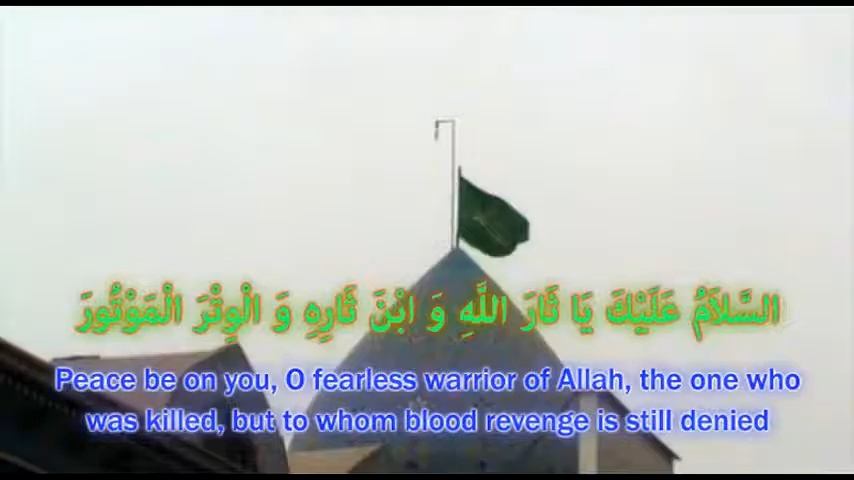 السَّلاَمُ عَلَيْكَ يَا ثَارَ اللَّهِ وَ ابْنَ ثَارِهِ وَ الْوِتْرَ الْمَوْتُورَ
Peace be on you, O fearless warrior of Allah, the one who
was killed, but to whom blood revenge is still denied